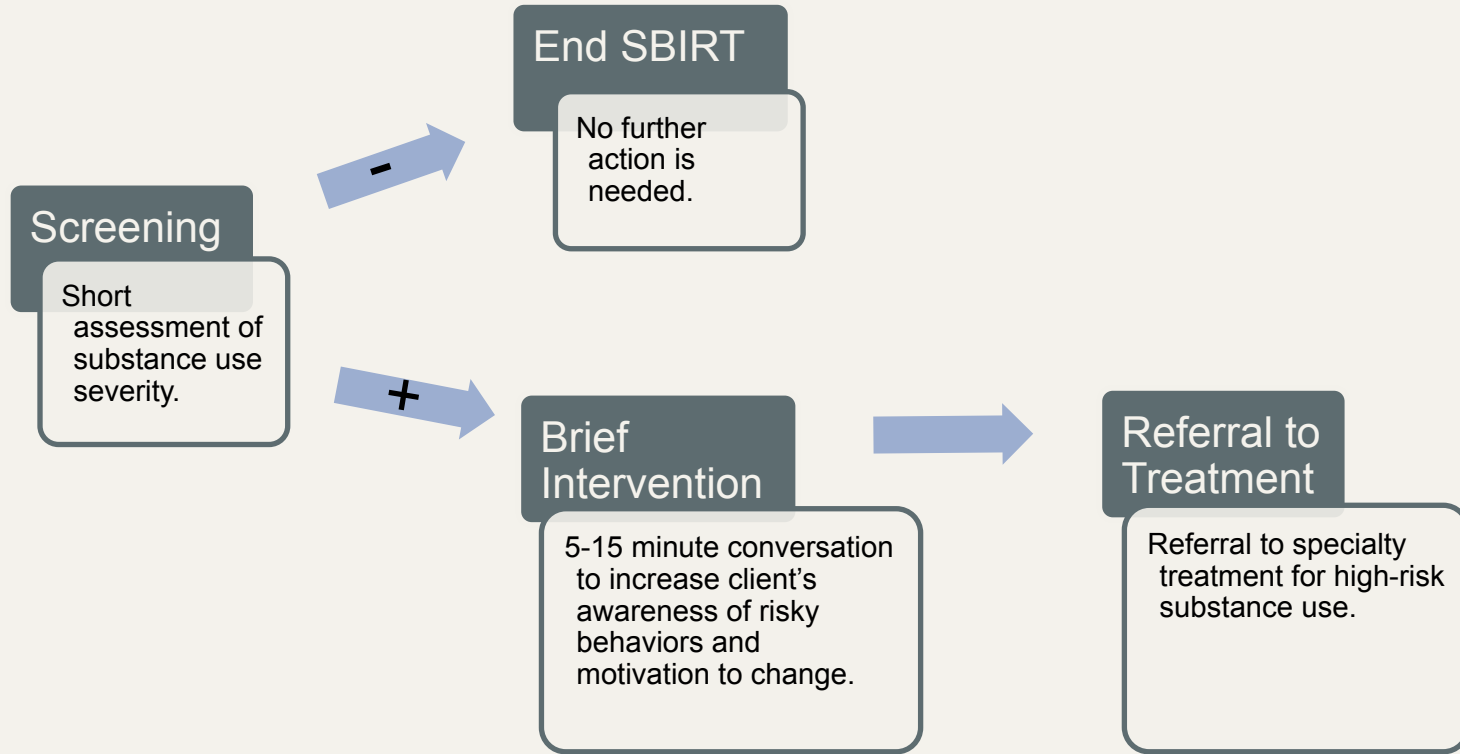 End SBIRT
No further
action is
needed.
-
Screening
Short
assessment of
substance use
severity.
+
Brief
Intervention
5-15 minute conversation
to increase client’s
awareness of risky
behaviors and
motivation to change.
Referral to
Treatment
Referral to specialty
treatment for high-risk
substance use.